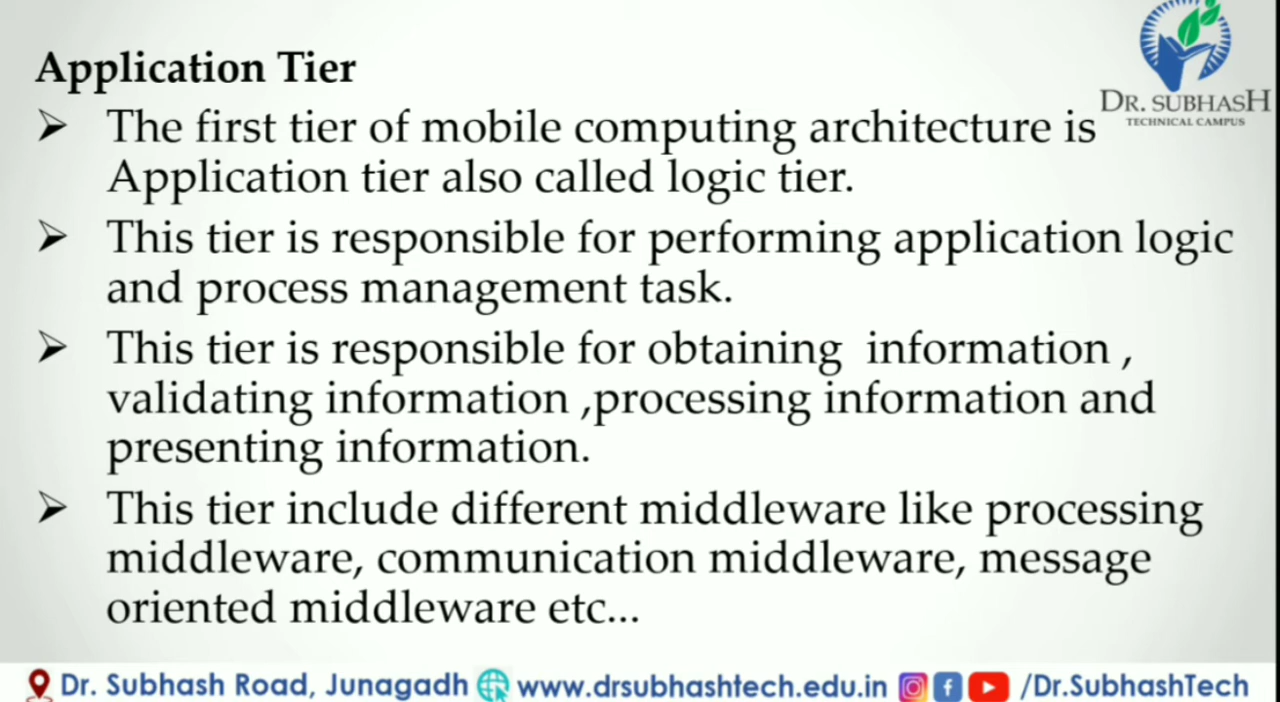 DR. SUBHASH
TECHNICAL CAMPUS
Application Tier
➢ The first tier of mobile computing architecture is
Application tier also called logic tier.
➢ This tier is responsible for performing application logic
and process management task.
➢ This tier is responsible for obtaining  information ,
validating information ,processing information and
presenting information.
➢ This tier include different middleware like processing
middleware, communication middleware, message
oriented middleware etc...
Dr. Subhash Road, Junagadh www.drsubhashtech.edu.in /Dr.SubhashTech